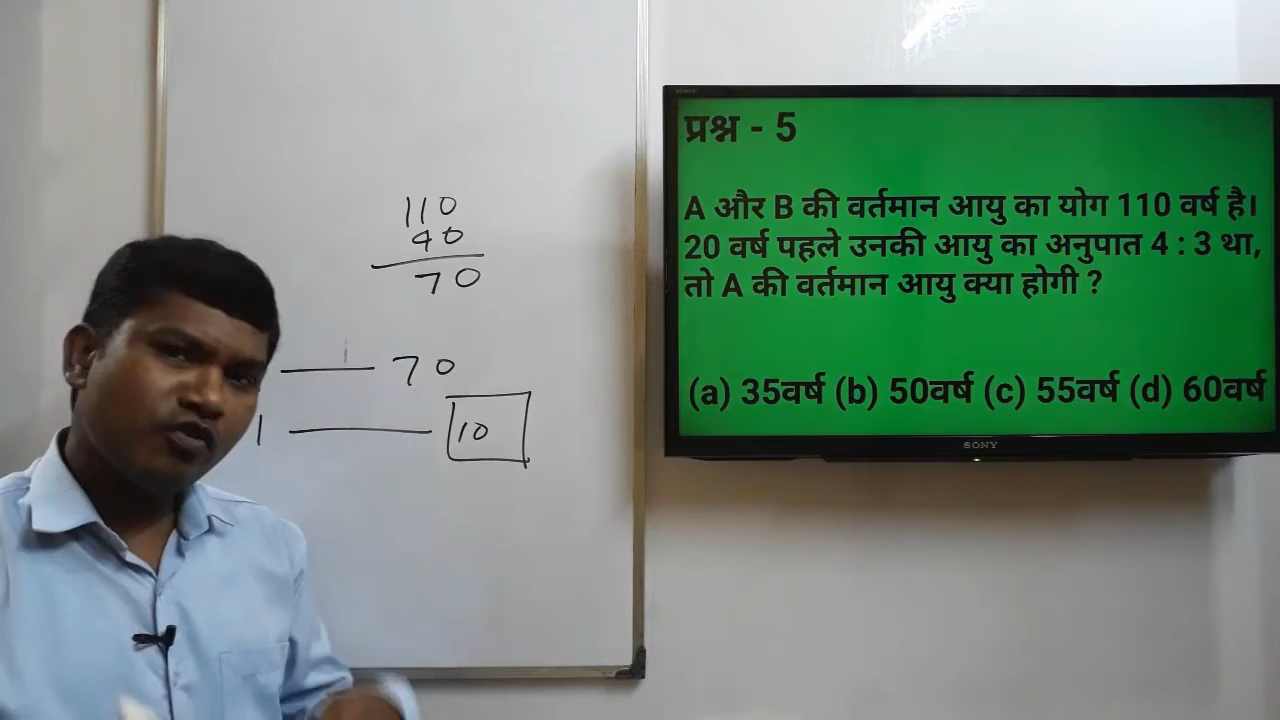 110
40
70
70
1 10
प्रश्न - 5
A और B की वर्तमान आयु का योग 110 वर्ष है।
20 वर्ष पहले उनकी आयु का अनुपात 4 : 3 था,
तो A की वर्तमान आयु क्या होगी ?
(a) 35वर्ष (b) 50वर्ष (c) 55वर्ष (d) 60वर्ष
SONY